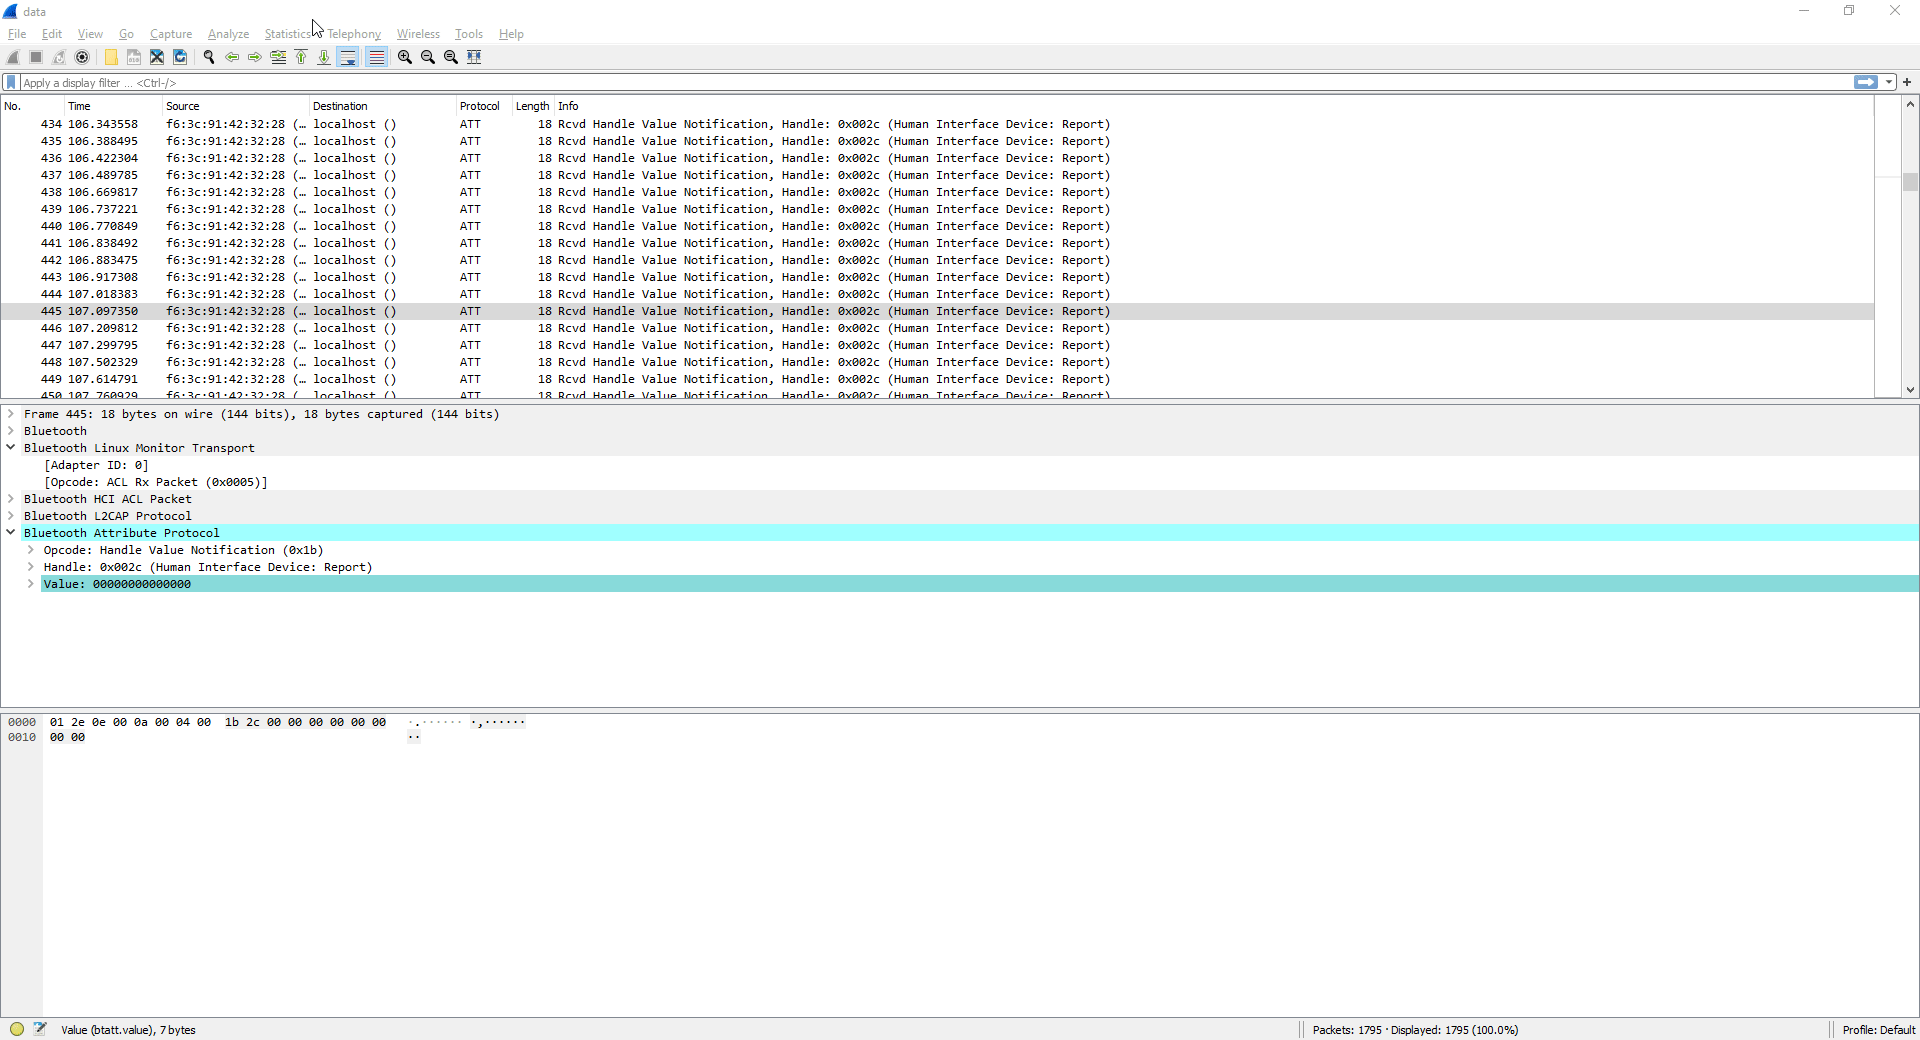 data
File Edit View Go Capture Analyze Statistics Telephony Wireless Tools Help
Apply a display filter ... <Ctrl-/>
No. Time Source Destination Protocol Length Info
434 106.343558 f6:3c:91:42:32:28 (… localhost () ATT 18 Rcvd Handle Value Notification, Handle: 0x002c (Human Interface Device: Report)
435 106.388495 f6:3c:91:42:32:28 (… localhost () ATT 18 Rcvd Handle Value Notification, Handle: 0x002c (Human Interface Device: Report)
436 106.422304 f6:3c:91:42:32:28 (… localhost () ATT 18 Rcvd Handle Value Notification, Handle: 0x002c (Human Interface Device: Report)
437 106.489785 f6:3c:91:42:32:28 (… localhost () ATT 18 Rcvd Handle Value Notification, Handle: 0x002c (Human Interface Device: Report)
438 106.669817 f6:3c:91:42:32:28 (… localhost () ATT 18 Rcvd Handle Value Notification, Handle: 0x002c (Human Interface Device: Report)
439 106.737221 f6:3c:91:42:32:28 (… localhost () ATT 18 Rcvd Handle Value Notification, Handle: 0x002c (Human Interface Device: Report)
440 106.770849 f6:3c:91:42:32:28 (… localhost () ATT 18 Rcvd Handle Value Notification, Handle: 0x002c (Human Interface Device: Report)
441 106.838492 f6:3c:91:42:32:28 (… localhost () ATT 18 Rcvd Handle Value Notification, Handle: 0x002c (Human Interface Device: Report)
442 106.883475 f6:3c:91:42:32:28 (… localhost () ATT 18 Rcvd Handle Value Notification, Handle: 0x002c (Human Interface Device: Report)
443 106.917308 f6:3c:91:42:32:28 (… localhost () ATT 18 Rcvd Handle Value Notification, Handle: 0x002c (Human Interface Device: Report)
444 107.018383 f6:3c:91:42:32:28 (… localhost () ATT 18 Rcvd Handle Value Notification, Handle: 0x002c (Human Interface Device: Report)
445 107.097350 f6:3c:91:42:32:28 (… localhost () ATT 18 Rcvd Handle Value Notification, Handle: 0x002c (Human Interface Device: Report)
446 107.209812 f6:3c:91:42:32:28 (… localhost () ATT 18 Rcvd Handle Value Notification, Handle: 0x002c (Human Interface Device: Report)
447 107.299795 f6:3c:91:42:32:28 (… localhost () ATT 18 Rcvd Handle Value Notification, Handle: 0x002c (Human Interface Device: Report)
448 107.502329 f6:3c:91:42:32:28 (… localhost () ATT 18 Rcvd Handle Value Notification, Handle: 0x002c (Human Interface Device: Report)
449 107.614791 f6:3c:91:42:32:28 (… localhost () ATT 18 Rcvd Handle Value Notification, Handle: 0x002c (Human Interface Device: Report)
450 107.760929 f6:3c:91:42:32:28 ( localhost () ATT 18 Rcvd Handle Value Notification, Handle: 0x002c (Human Interface Device: Report)
Frame 445: 18 bytes on wire (144 bits), 18 bytes captured (144 bits)
Bluetooth
Bluetooth Linux Monitor Transport
[Adapter ID: 0]
[Opcode: ACL Rx Packet (0x0005)]
Bluetooth HCI ACL Packet
Bluetooth L2CAP Protocol
Bluetooth Attribute Protocol
Opcode: Handle Value Notification (0x1b)
Handle: 0x002c (Human Interface Device: Report)
Value: 00000000000000
0000 01 2e 0e 00 0a 00 04 00 1b 2c 00 00 00 00 00 00 ·.······ ·,······
0010 00 00 ··
Value (btatt.value), 7 bytes Packets: 1795 · Displayed: 1795 (100.0%) Profile: Default